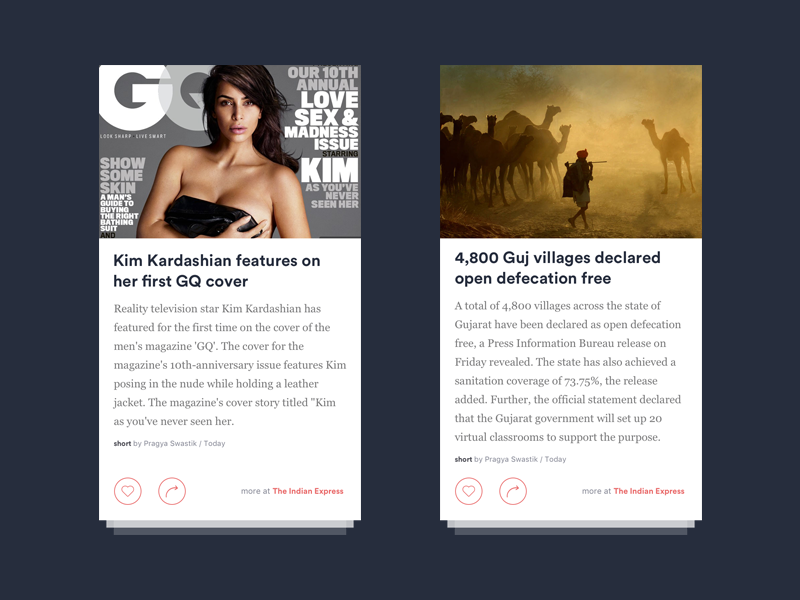 GQ
LOOK SHARP. LIVE SMART
OUR 10TH
ANNUAL
LOVE
SEX &
MADNESS
ISSUE
STARRING
KIM
AS YOU'VE
NEVER
SEEN HER
SHOW
SOME
SKIN
A MAN'S
GUIDE TO
BUYING
THE RIGHT
BATHING
SUIT
AND
Kim Kardashian features on
her first GQ cover
Reality television star Kim Kardashian has
featured for the first time on the cover of the
men's magazine 'GQ'. The cover for the
magazine's 10th-anniversary issue features Kim
posing in the nude while holding a leather
jacket. The magazine's cover story titled "Kim
as you've never seen her.
short by Pragya Swastik / Today
more at The Indian Express
4,800 Guj villages declared
open defecation free
A total of 4,800 villages across the state of
Gujarat have been declared as open defecation
free, a Press Information Bureau release on
Friday revealed. The state has also achieved a
sanitation coverage of 73.75%, the release
added. Further, the official statement declared
that the Gujarat government will set up 20
virtual classrooms to support the purpose.
short by Pragya Swastik / Today
more at The Indian Express